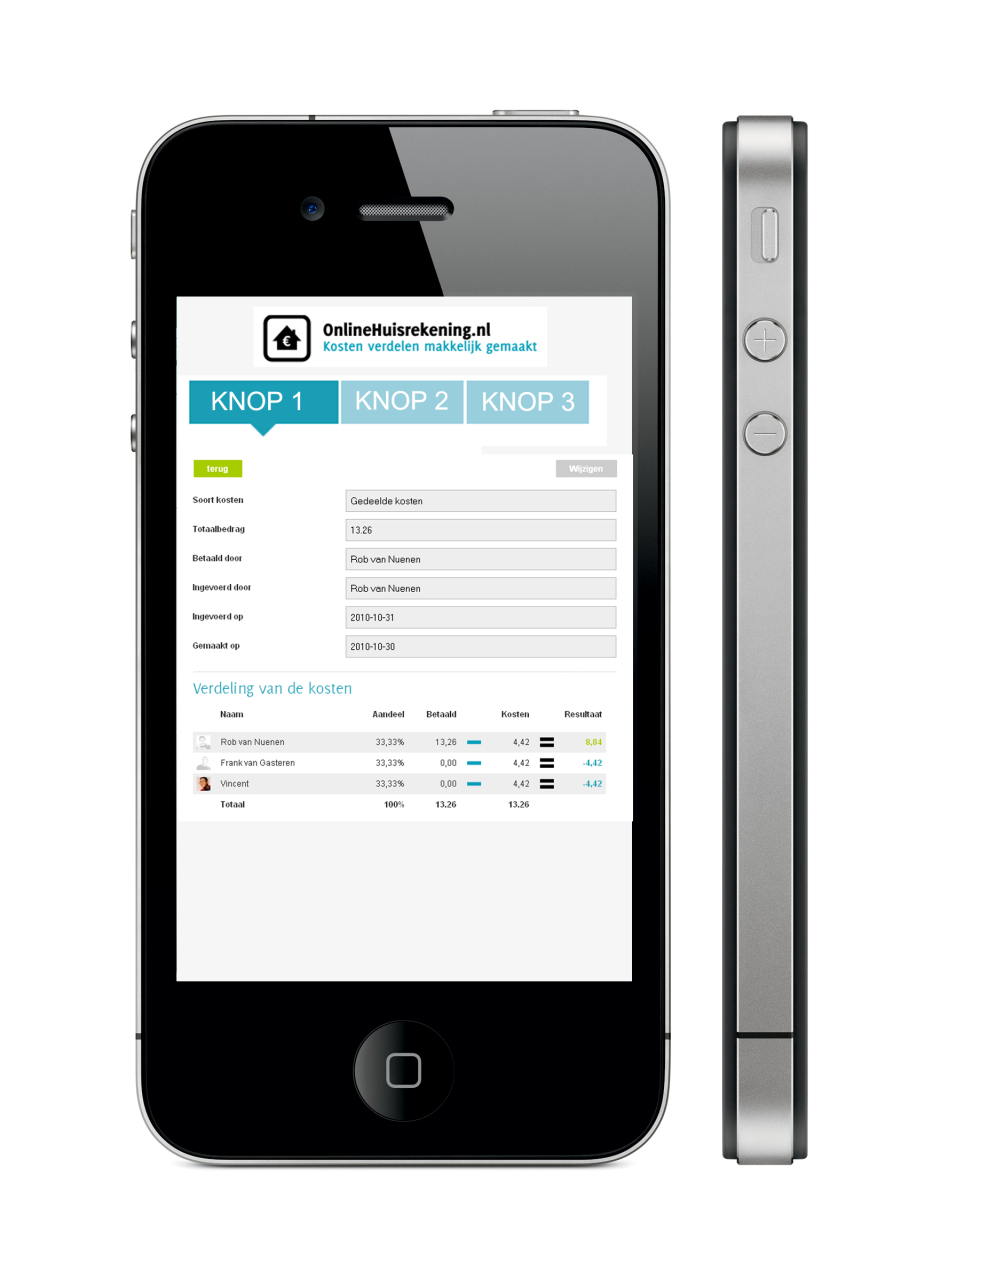 OnlineHuisrekening.nl
Kosten verdelen makkelijk gemaakt
KNOP 1 KNOP 2 KNOP 3
terug Wijzigen
Soort kosten Gedeelde kosten
Totaalbedrag 13.26
Betaald door Rob van Nuenen
Ingevoerd door Rob van Nuenen
Ingevoerd op 2010-10-31
Gemaakt op 2010-10-30
Verdeling van de kosten
Naam Aandeel Betaald Kosten Resultaat
Rob van Nuenen 33,33% 13,26 - 4,42 = 8,84
Frank van Gasteren 33,33% 0,00 - 4,42 = -4,42
Vincent 33,33% 0,00 - 4,42 = -4,42
Totaal 100% 13.26 13.26